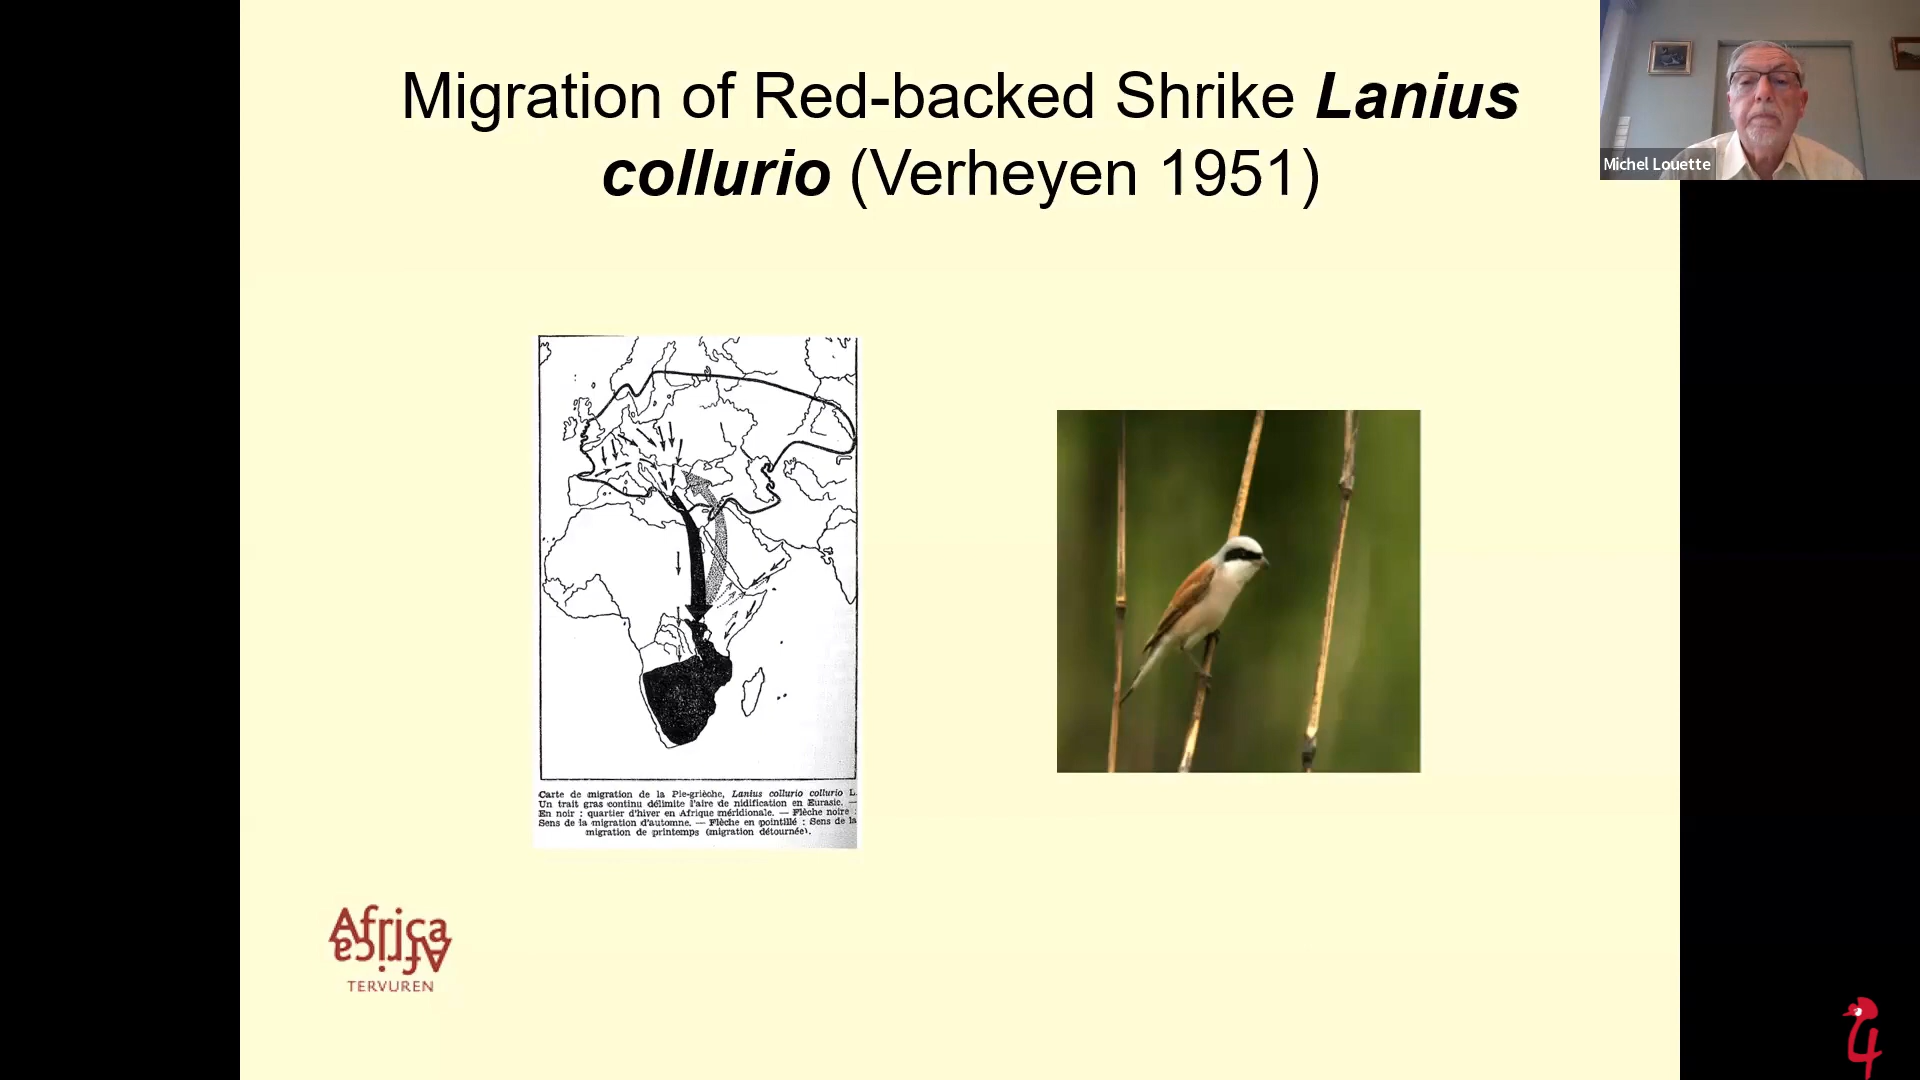 Migration of Red-backed Shrike Lanius
collurio (Verheyen 1951)
Michel Louette
Carte de migration de la Pie-grièche, Lanius collurio collurio L.
Un trait gras continu délimite l'aire de nidification en Eurasie. —
En noir : quartier d'hiver en Afrique méridionale. — Flèche noire :
Sens de la migration d'automne. — Flèche en pointillé : Sens de la
migration de printemps (migration détournée).
Africa
Africa
TERVUREN
4